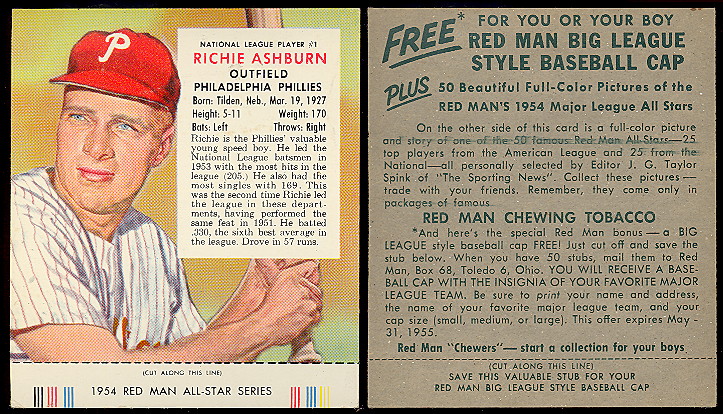 P
NATIONAL LEAGUE PLAYER #1
RICHIE ASHBURN
OUTFIELD
PHILADELPHIA PHILLIES
Born: Tilden, Neb., Mar. 19, 1927
Height: 5-11 Weight: 170
Bats: Left Throws: Right
Richie is the Phillies' valuable
young speed boy. He led the
National League batsmen in
1953 with the most hits in the
league (205.) He also had the
most singles with 169. This
was the second time Richie led
the league in these depart-
ments, having performed the
same feat in 1951. He batted
.330, the sixth best average in
the league. Drove in 57 runs.
(CUT ALONG THIS LINE)
1954 RED MAN ALL-STAR SERIES
FREE*
FOR YOU OR YOUR BOY
RED MAN BIG LEAGUE
STYLE BASEBALL CAP
PLUS
50 Beautiful Full-Color Pictures of the
RED MAN'S 1954 Major League All Stars
On the other side of this card is a full-color picture
and story of one of the 50 famous Red Man All-Stars—25
top players from the American League and 25 from the
National—all personally selected by Editor J. G. Taylor
Spink of "The Sporting News". Collect these pictures—
trade with your friends. Remember, they come only in
packages of famous
RED MAN CHEWING TOBACCO
*And here's the special Red Man bonus—a BIG
LEAGUE style baseball cap FREE! Just cut off and save the
stub below. When you have 50 stubs, mail them to Red
Man, Box 68, Toledo 6, Ohio. YOU WILL RECEIVE A BASE-
BALL CAP WITH THE INSIGNIA OF YOUR FAVORITE MAJOR
LEAGUE TEAM. Be sure to print your name and address,
the name of your favorite major league team, and your
cap size (small, medium, or large). This offer expires May
31, 1955.
Red Man "Chewers"—start a collection for your boys
(CUT ALONG THIS LINE)
SAVE THIS VALUABLE STUB FOR YOUR
RED MAN BIG LEAGUE STYLE BASEBALL CAP